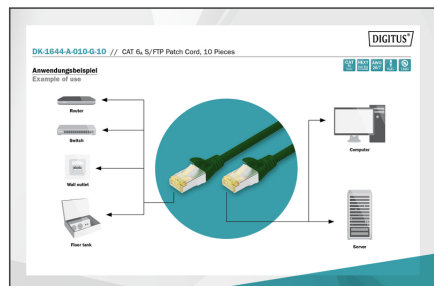 DIGITUS®
DK-1644-A-010-G-10 // CAT 6A S/FTP Patch Cord, 10 Pieces
Anwendungsbeispiel
Example of use
Router
Switch
Wall outlet
Floor tank
Computer
Server